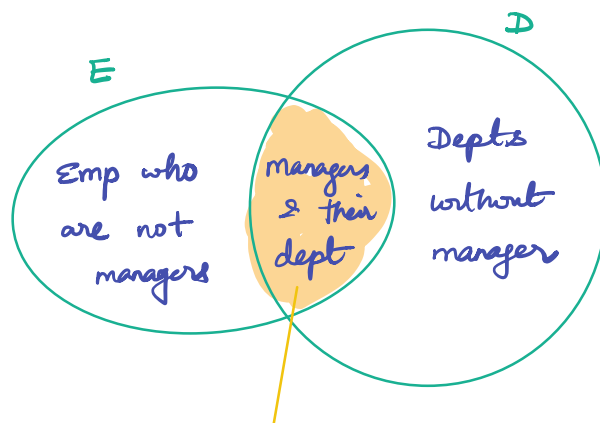 E
D
Emp who
are not
managers
managers
& their
dept
Depts
without
manager